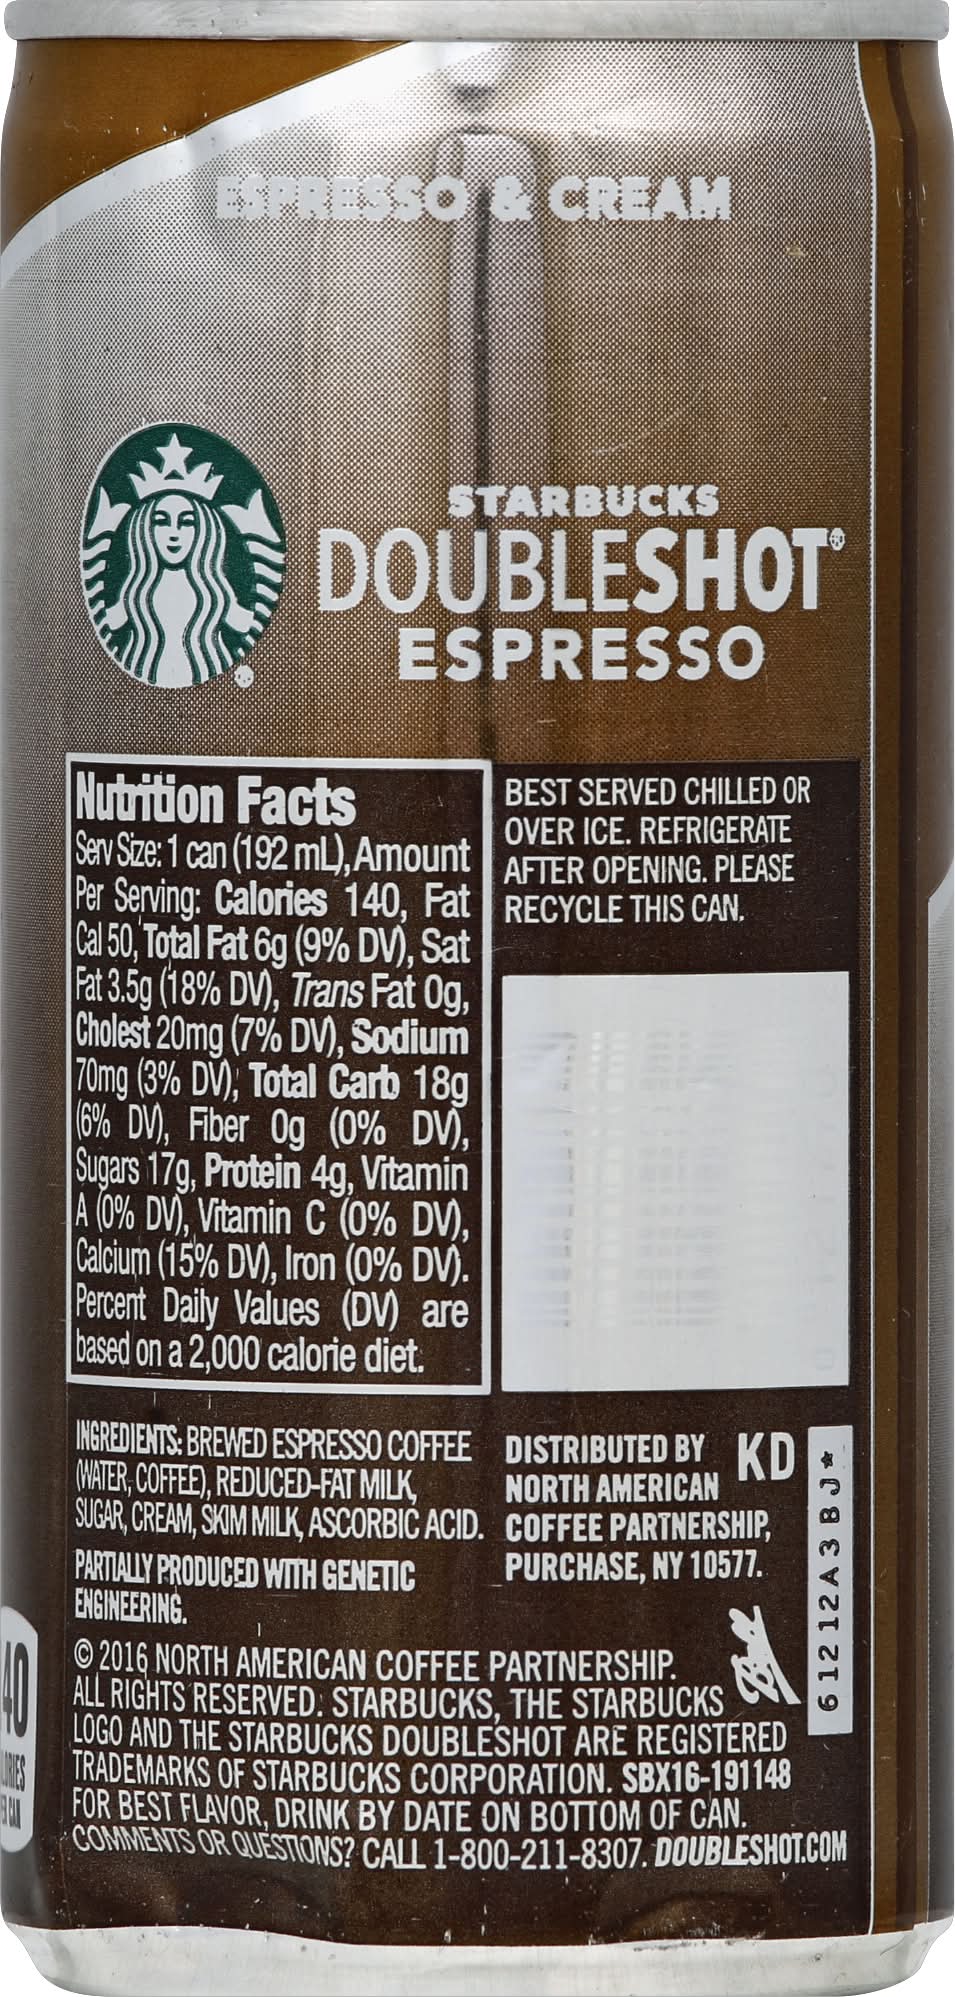 ESPRESSO & CREAM
STARBUCKS
DOUBLESHOT®
ESPRESSO
®
Nutrition Facts
Serv Size: 1 can (192 mL), Amount
Per Serving: Calories 140, Fat
Cal 50, Total Fat 6g (9% DV), Sat
Fat 3.5g (18% DV), Trans Fat 0g,
Cholest 20mg (7% DV), Sodium
70mg (3% DV), Total Carb 18g
(6% DV), Fiber 0g (0% DV),
Sugars 17g, Protein 4g, Vitamin
A (0% DV), Vitamin C (0% DV),
Calcium (15% DV), Iron (0% DV).
Percent Daily Values (DV) are
based on a 2,000 calorie diet.
BEST SERVED CHILLED OR
OVER ICE. REFRIGERATE
AFTER OPENING. PLEASE
RECYCLE THIS CAN.
INGREDIENTS: BREWED ESPRESSO COFFEE
(WATER, COFFEE), REDUCED-FAT MILK,
SUGAR, CREAM, SKIM MILK, ASCORBIC ACID.
PARTIALLY PRODUCED WITH GENETIC
ENGINEERING.
DISTRIBUTED BY
NORTH AMERICAN
COFFEE PARTNERSHIP,
PURCHASE, NY 10577.
KD
61212A3BJ★
Ball
© 2016 NORTH AMERICAN COFFEE PARTNERSHIP.
ALL RIGHTS RESERVED. STARBUCKS, THE STARBUCKS
LOGO AND THE STARBUCKS DOUBLESHOT ARE REGISTERED
TRADEMARKS OF STARBUCKS CORPORATION. SBX16-191148
FOR BEST FLAVOR, DRINK BY DATE ON BOTTOM OF CAN.
COMMENTS OR QUESTIONS? CALL 1-800-211-8307. DOUBLESHOT.COM
40